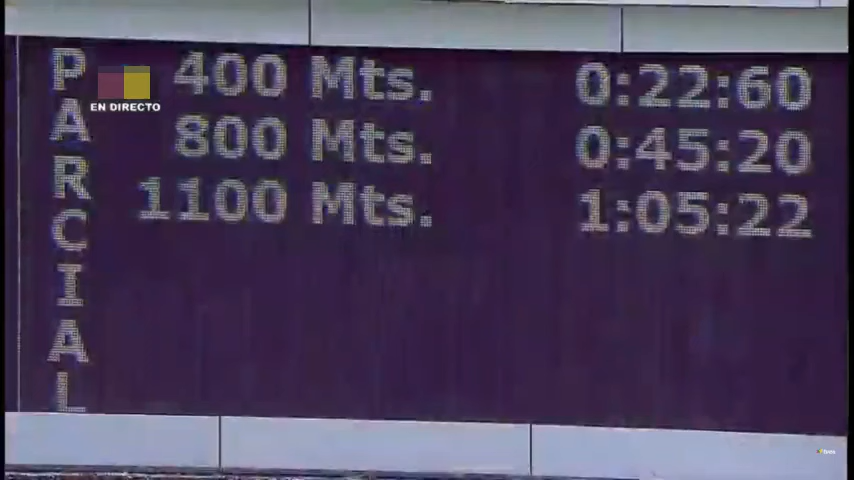 PARCIAL
400 Mts. 0:22:60
800 Mts. 0:45:20
1100 Mts. 1:05:22
EN DIRECTO